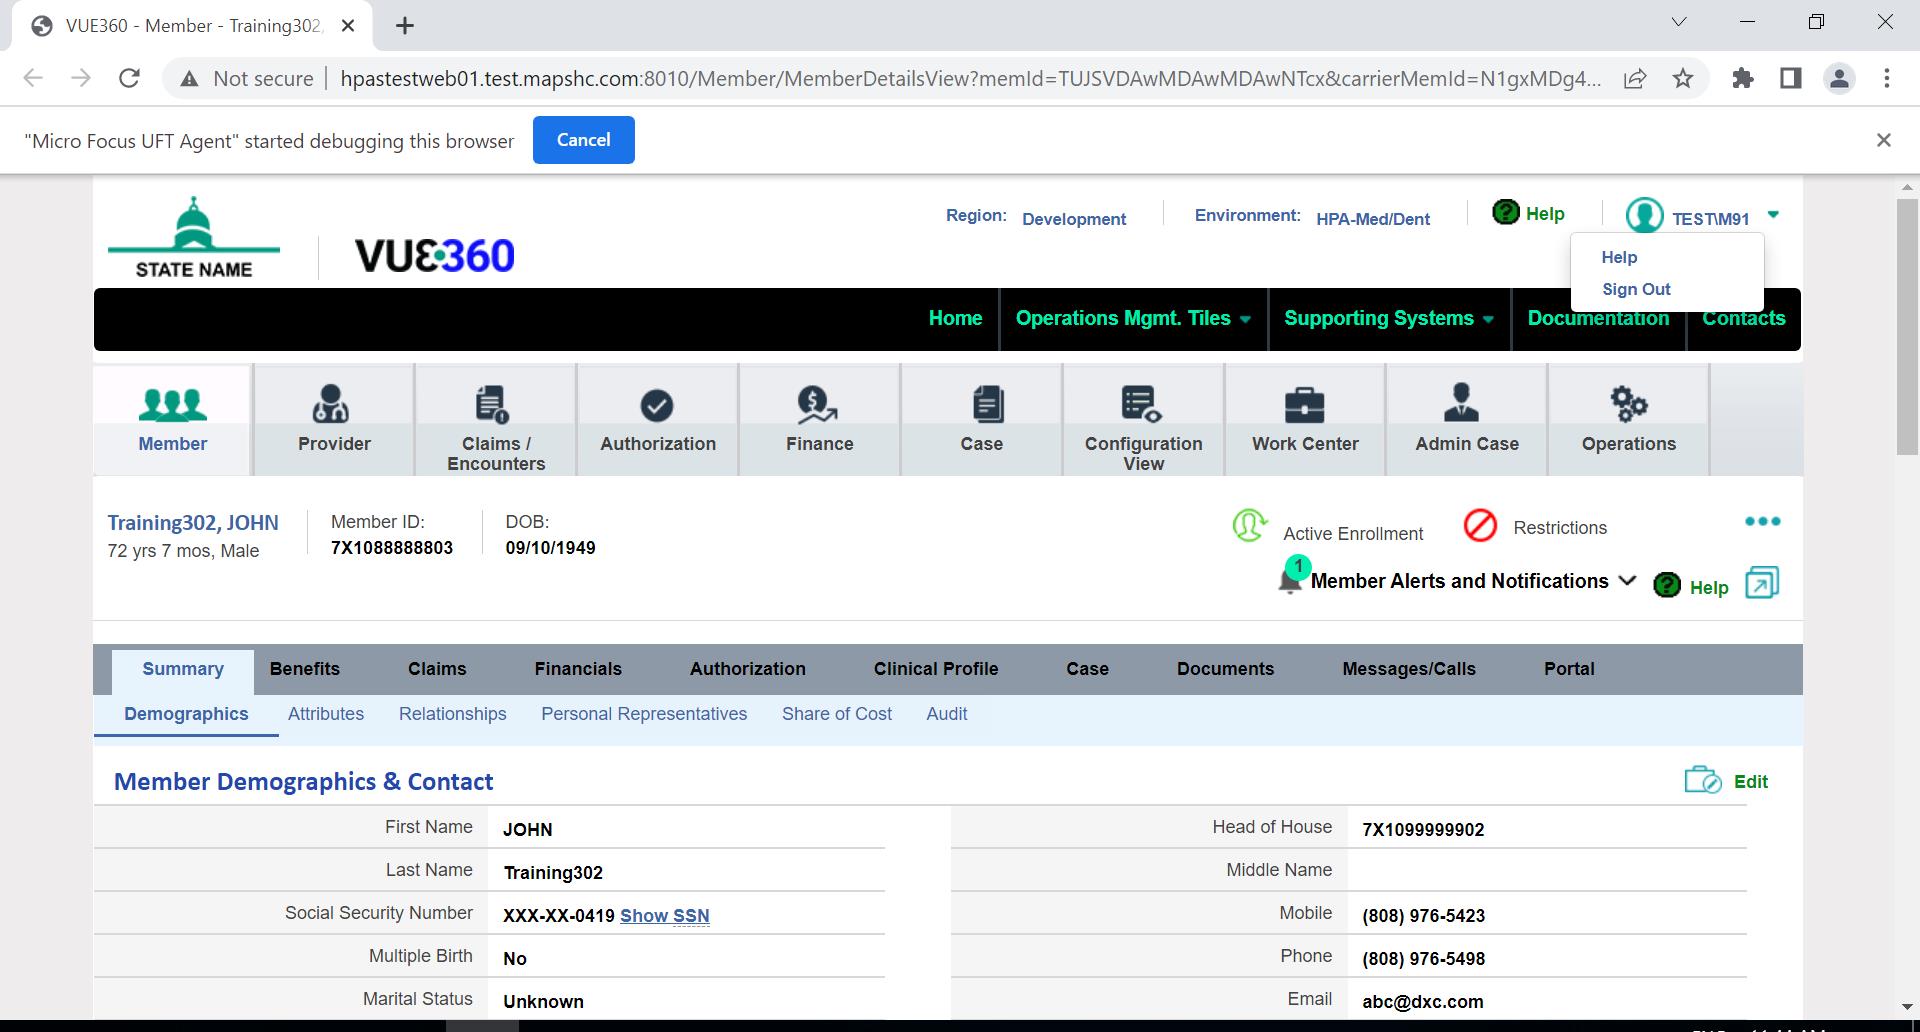 VUE360 - Member - Training302,
Not secure | hpastestweb01.test.mapshc.com:8010/Member/MemberDetailsView?memId=TUJSVDAwMDAwMDAwNTcx&carrierMemId=N1gxMDg4...
"Micro Focus UFT Agent" started debugging this browser Cancel
STATE NAME
VUE360
Region: Development Environment: HPA-Med/Dent ? Help TEST\M91
Help
Sign Out
Home Operations Mgmt. Tiles Supporting Systems Documentation Contacts
Member Provider Claims / Encounters Authorization Finance Case Configuration View Work Center Admin Case Operations
Training302, JOHN
72 yrs 7 mos, Male
Member ID:
7X1088888803
DOB:
09/10/1949
Active Enrollment Restrictions
1 Member Alerts and Notifications ? Help
Summary Benefits Claims Financials Authorization Clinical Profile Case Documents Messages/Calls Portal
Demographics Attributes Relationships Personal Representatives Share of Cost Audit
Member Demographics & Contact Edit
First Name JOHN Head of House 7X1099999902
Last Name Training302 Middle Name
Social Security Number XXX-XX-0419 Show SSN Mobile (808) 976-5423
Multiple Birth No Phone (808) 976-5498
Marital Status Unknown Email abc@dxc.com